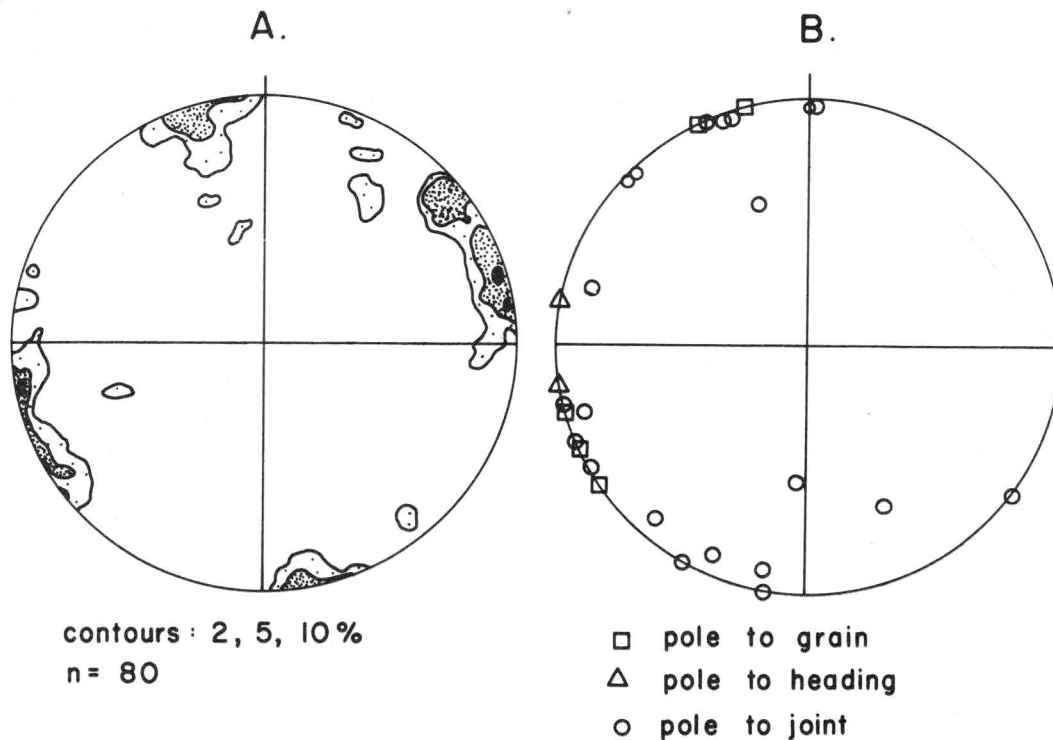 A.
B.
contours : 2, 5, 10%
n= 80
pole to grain
pole to heading
pole to joint